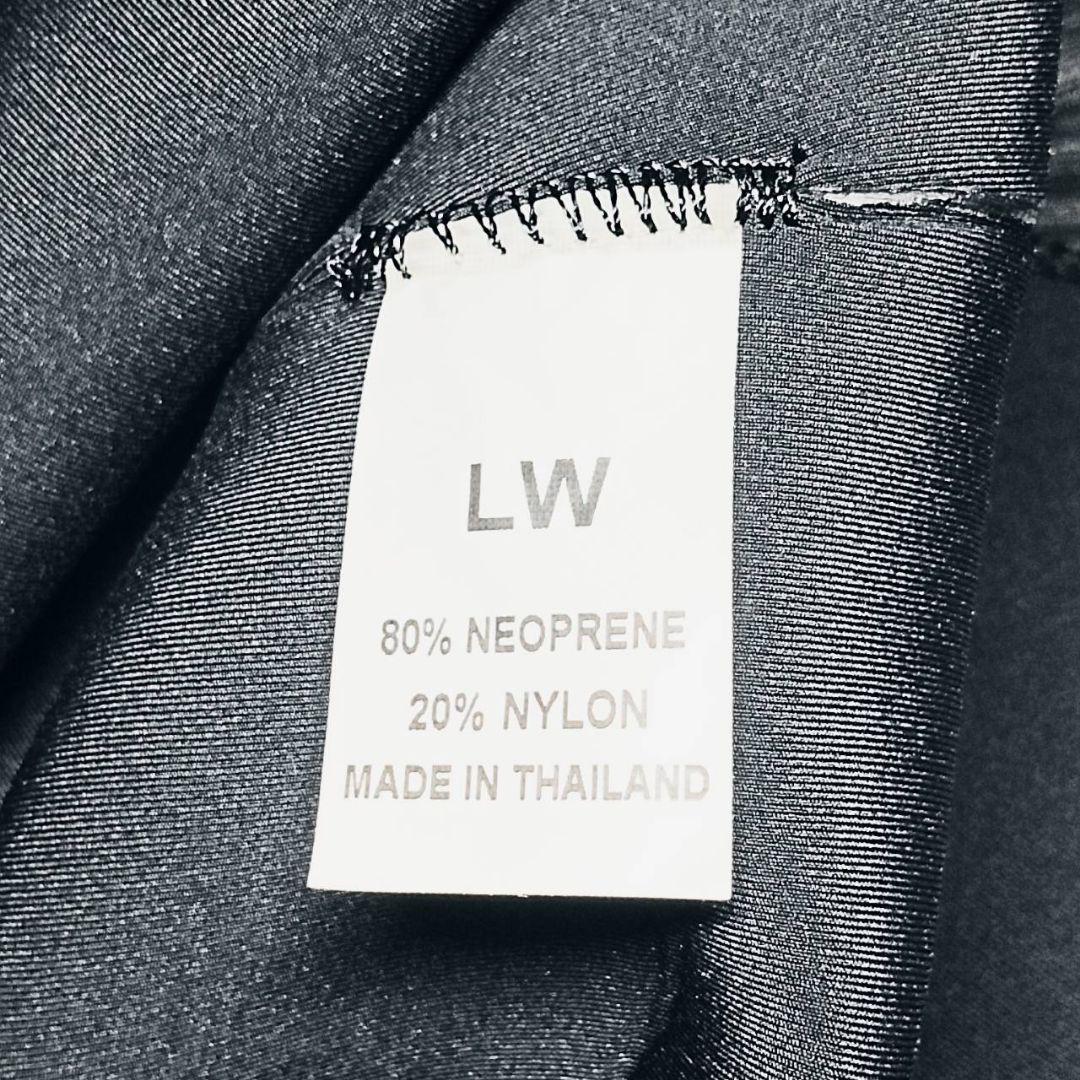 LW
80% NEOPRENE
20% NYLON
MADE IN THAILAND